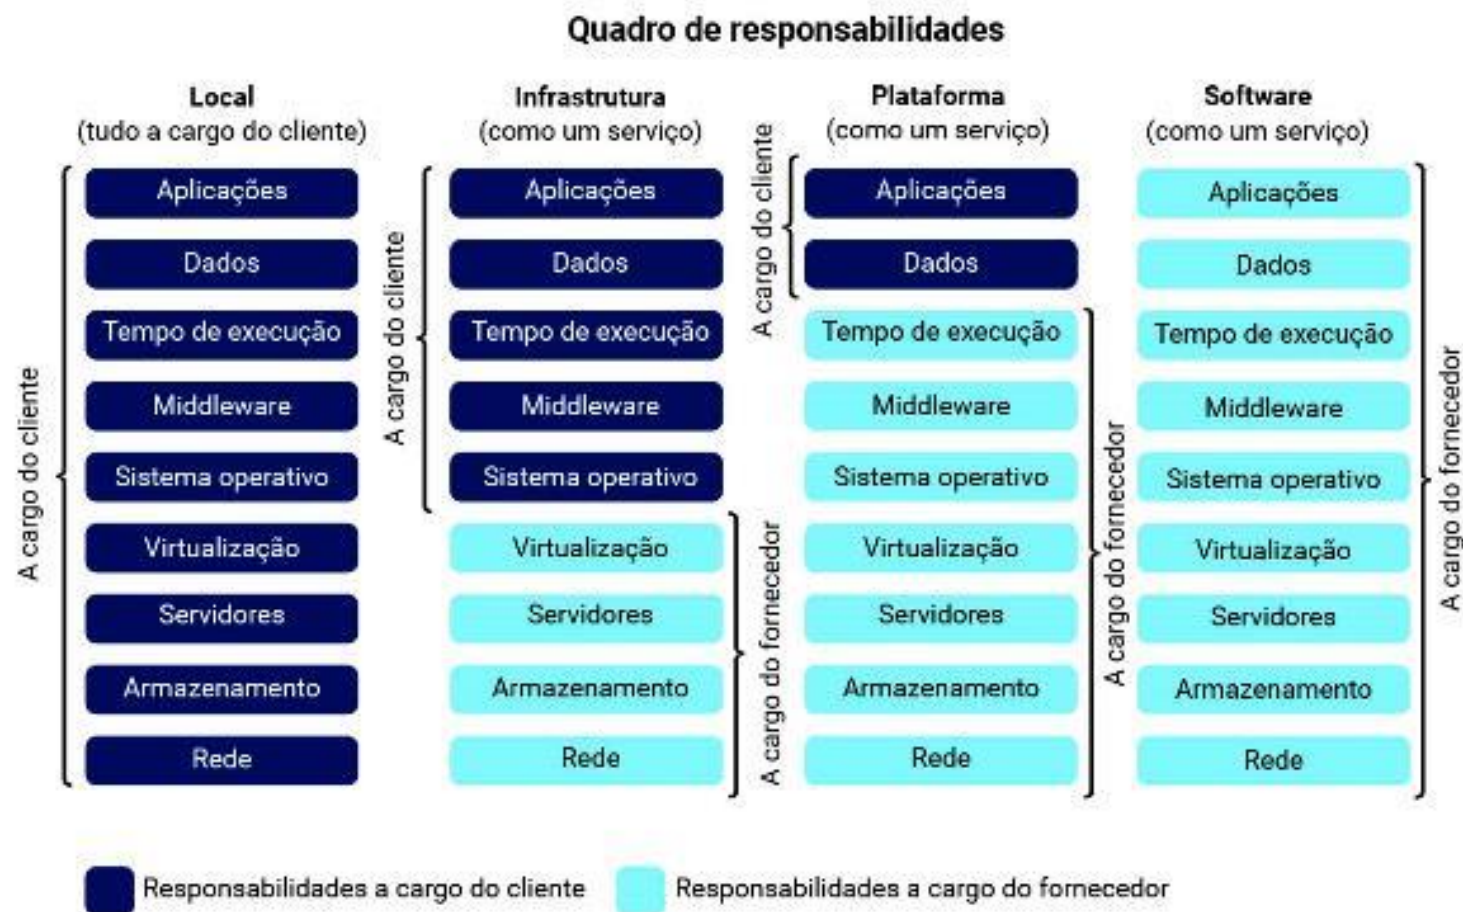 Quadro de responsabilidades
Local
(tudo a cargo do cliente)
A cargo do cliente
Aplicações
Dados
Tempo de execução
Middleware
Sistema operativo
Virtualização
Servidores
Armazenamento
Rede
Infrastrutura
(como um serviço)
A cargo do cliente
Aplicações
Dados
Tempo de execução
Middleware
Sistema operativo
Virtualização
Servidores
Armazenamento
Rede
A cargo do fornecedor
Plataforma
(como um serviço)
A cargo do cliente
Aplicações
Dados
Tempo de execução
Middleware
Sistema operativo
Virtualização
Servidores
Armazenamento
Rede
A cargo do fornecedor
Software
(como um serviço)
Aplicações
Dados
Tempo de execução
Middleware
Sistema operativo
Virtualização
Servidores
Armazenamento
Rede
A cargo do fornecedor
Responsabilidades a cargo do cliente
Responsabilidades a cargo do fornecedor